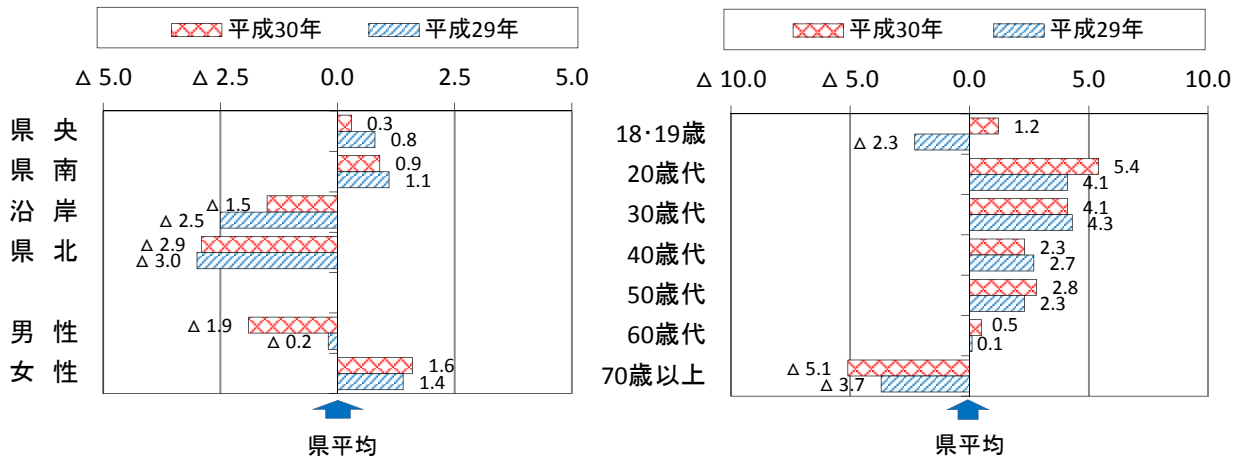 平成30年 平成29年
△ 5.0 △ 2.5 0.0 2.5 5.0
県 央 0.3
0.8
県 南 0.9
1.1
沿 岸 △ 1.5
△ 2.5
県 北 △ 2.9
△ 3.0
男 性 △ 1.9
△ 0.2
女 性 1.6
1.4
県平均
平成30年 平成29年
△ 10.0 △ 5.0 0.0 5.0 10.0
18･19歳 1.2
△ 2.3
20歳代 5.4
4.1
30歳代 4.1
4.3
40歳代 2.3
2.7
50歳代 2.8
2.3
60歳代 0.5
0.1
70歳以上 △ 5.1
△ 3.7
県平均